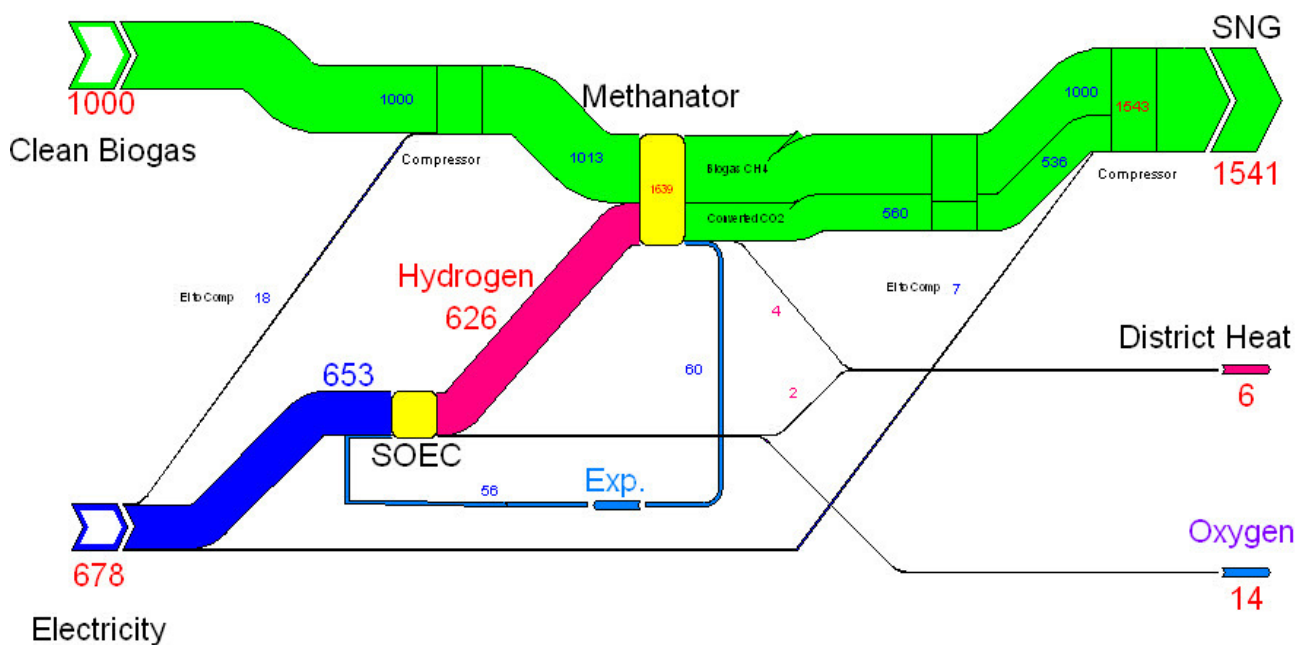 SNG
1000
Clean Biogas
1000
Compressor
Methanator
1013
Biogas CH4
1639
Converted CO2
560
1000
1543
536
Compressor
1541
El to Comp
18
Hydrogen
626
El to Comp
7
4
District Heat
6
653
SOEC
60
2
56
Exp.
Oxygen
14
678
Electricity